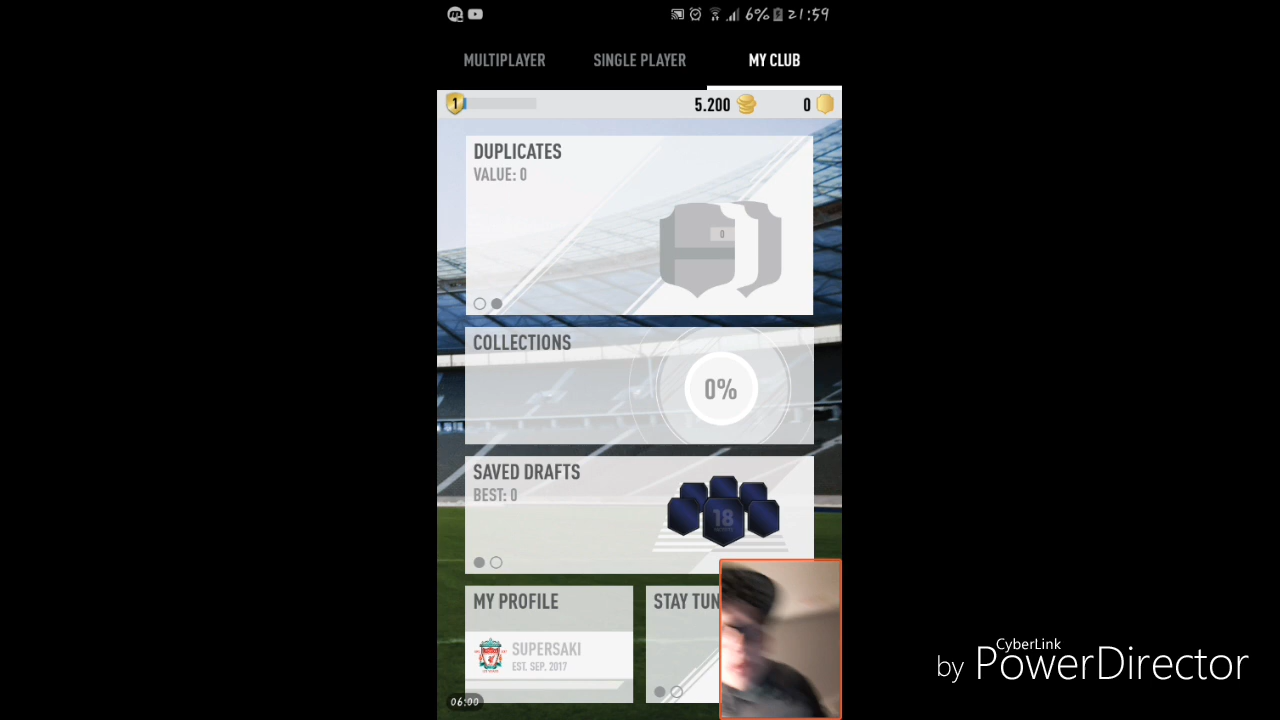 6% 21:59
MULTIPLAYER SINGLE PLAYER MY CLUB
1 5.200 0
DUPLICATES
VALUE: 0
0
COLLECTIONS
0%
SAVED DRAFTS
BEST: 0
18
MY PROFILE
STAY TUN
SUPERSAKI
EST. SEP. 2017
06:00
CyberLink
by PowerDirector